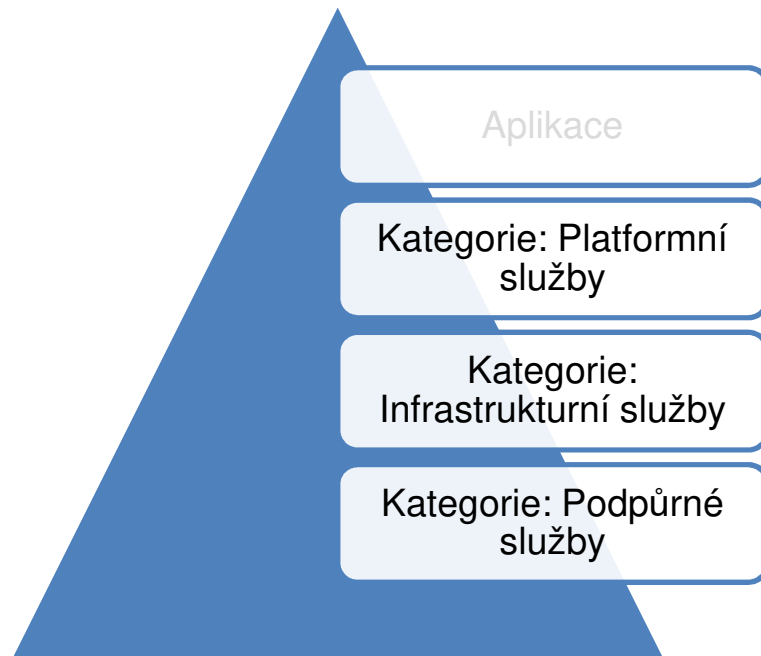 Aplikace
Kategorie: Platformní
služby
Kategorie:
Infrastrukturní služby
Kategorie: Podpůrné
služby